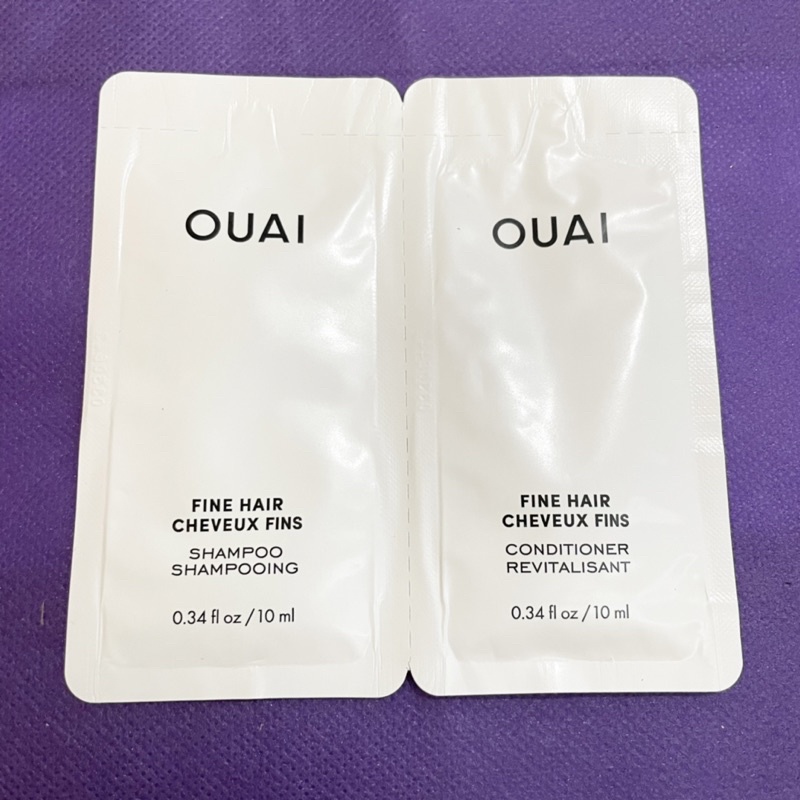 OUAI
FINE HAIR
CHEVEUX FINS
SHAMPOO
SHAMPOOING
0.34 fl oz / 10 ml
OUAI
FINE HAIR
CHEVEUX FINS
CONDITIONER
REVITALISANT
0.34 fl oz / 10 ml